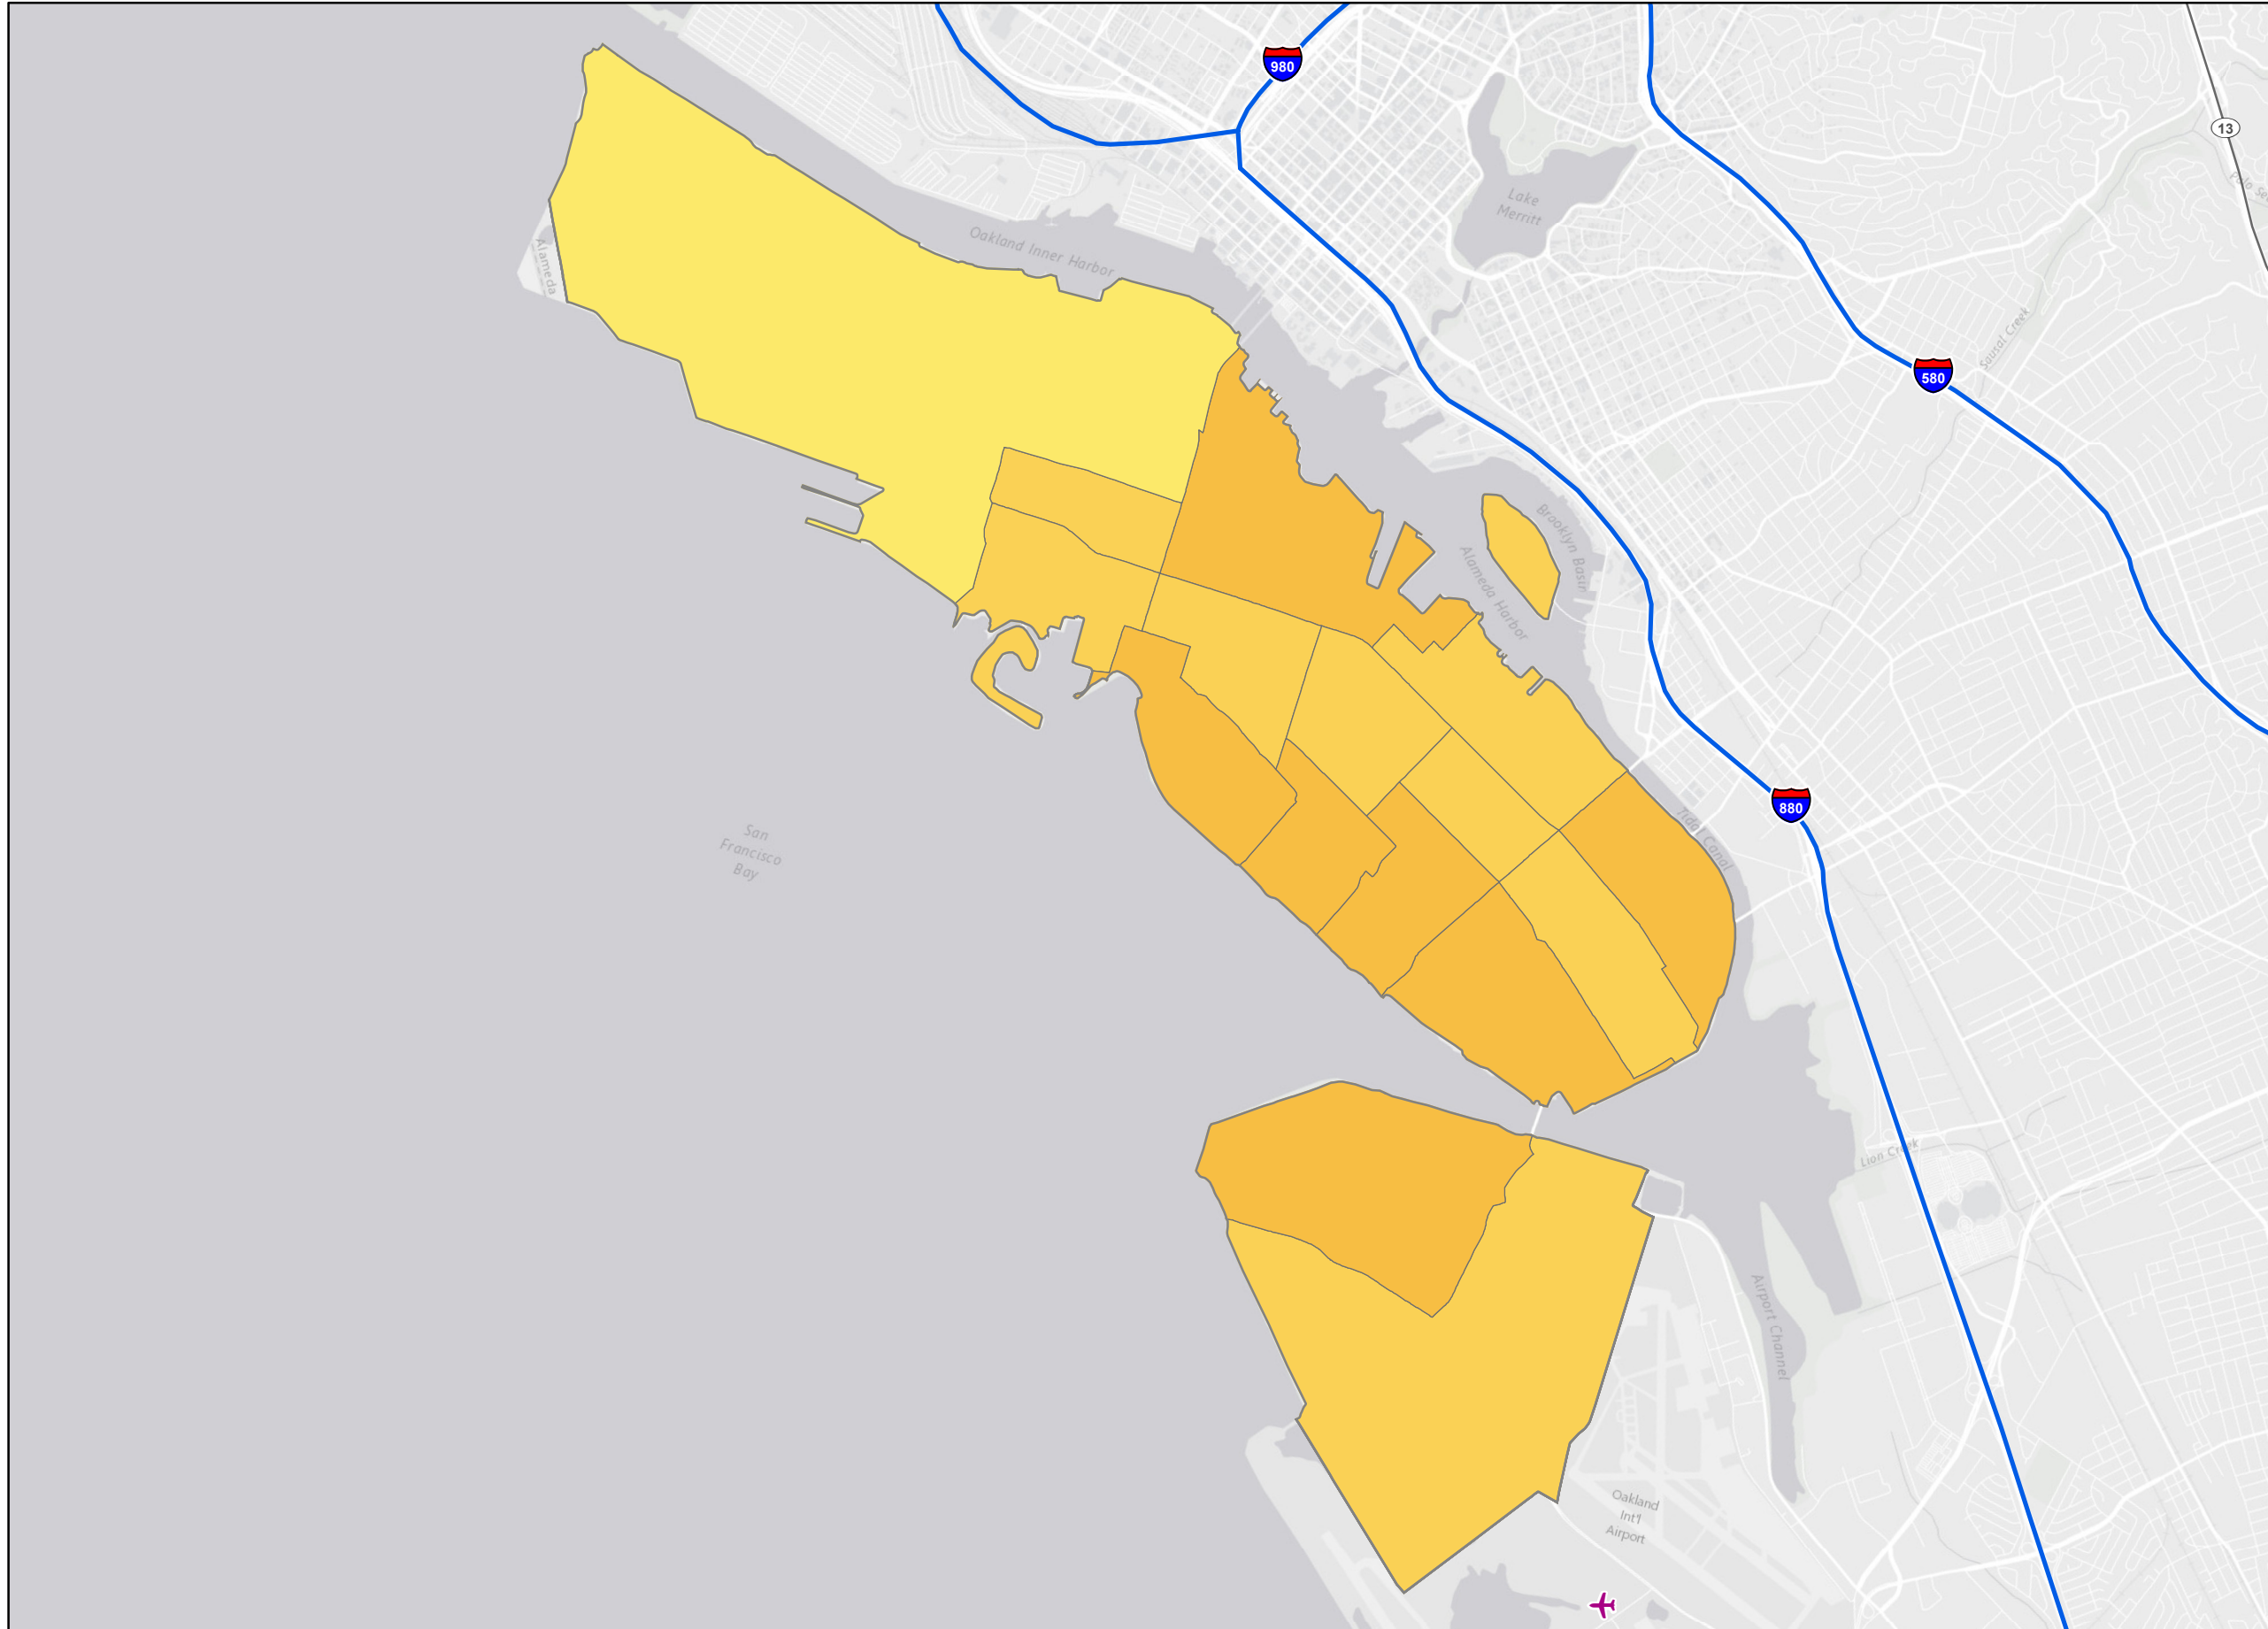 980
13
Lake
Merritt
Oakland Inner Harbor
Alameda
Sausal Creek
580
Brooklyn Basin
Alameda Harbor
880
Tidal Canal
San
Francisco
Bay
Lion Creek
Airport Channel
Oakland
Int'l
Airport